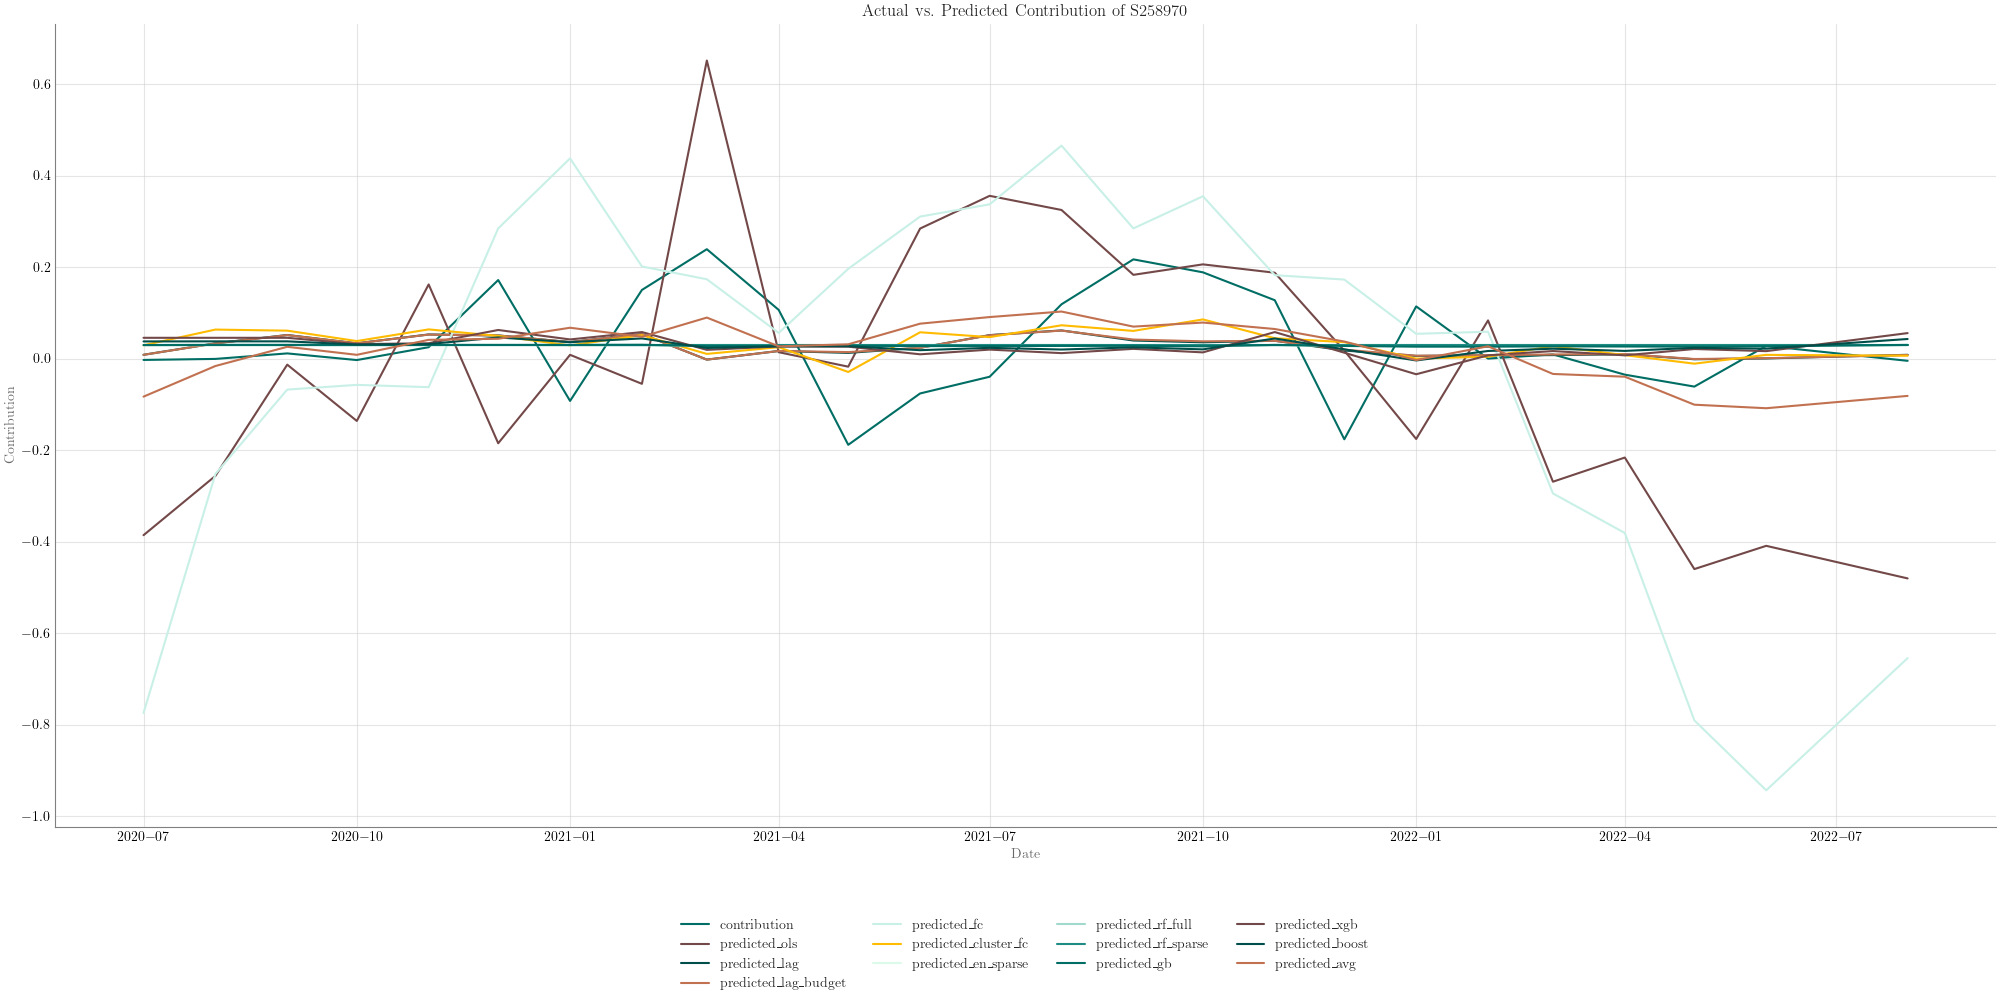 Actual vs. Predicted Contribution of S258970
Contribution
0.6
0.4
0.2
0.0
−0.2
−0.4
−0.6
−0.8
−1.0
2020−07 2020−10 2021−01 2021−04 2021−07 2021−10 2022−01 2022−04 2022−07
Date
contribution predicted_fc predicted_rf_full predicted_xgb
predicted_ols predicted_cluster_fc predicted_rf_sparse predicted_boost
predicted_lag predicted_en_sparse predicted_gb predicted_avg
predicted_lag_budget